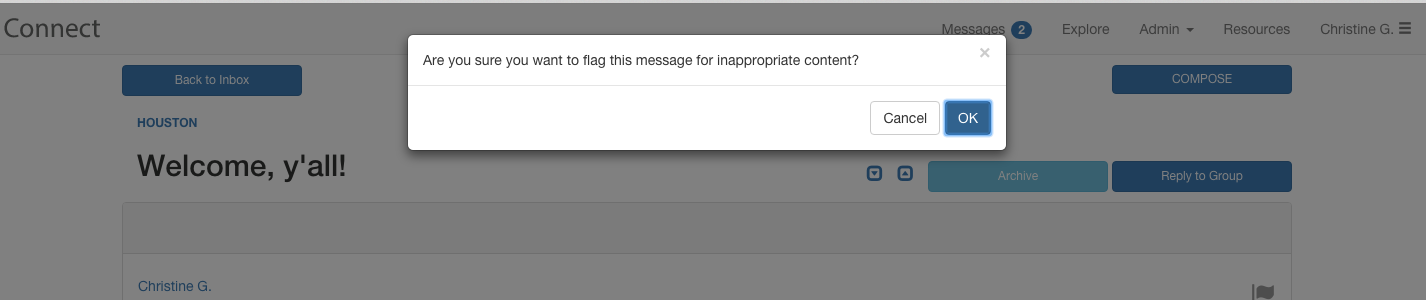 Connect
Messages 2 Explore Admin Resources Christine G.
Are you sure you want to flag this message for inappropriate content? ×
Cancel OK
Back to Inbox
COMPOSE
HOUSTON
Welcome, y'all!
Archive Reply to Group
Christine G.